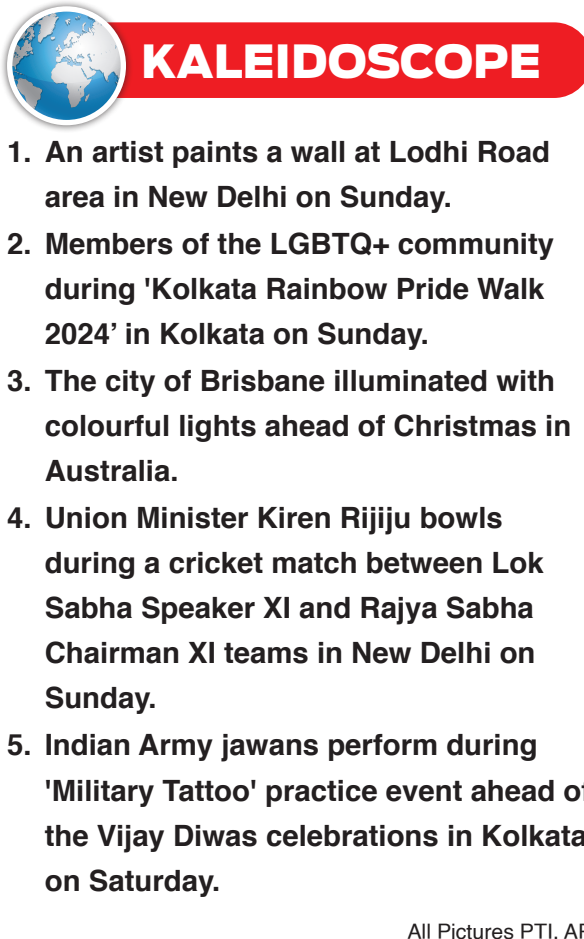 KALEIDOSCOPE
1. An artist paints a wall at Lodhi Road
area in New Delhi on Sunday.
2. Members of the LGBTQ+ community
during 'Kolkata Rainbow Pride Walk
2024’ in Kolkata on Sunday.
3. The city of Brisbane illuminated with
colourful lights ahead of Christmas in
Australia.
4. Union Minister Kiren Rijiju bowls
during a cricket match between Lok
Sabha Speaker XI and Rajya Sabha
Chairman XI teams in New Delhi on
Sunday.
5. Indian Army jawans perform during
'Military Tattoo' practice event ahead of
the Vijay Diwas celebrations in Kolkata
on Saturday.
All Pictures PTI, AP